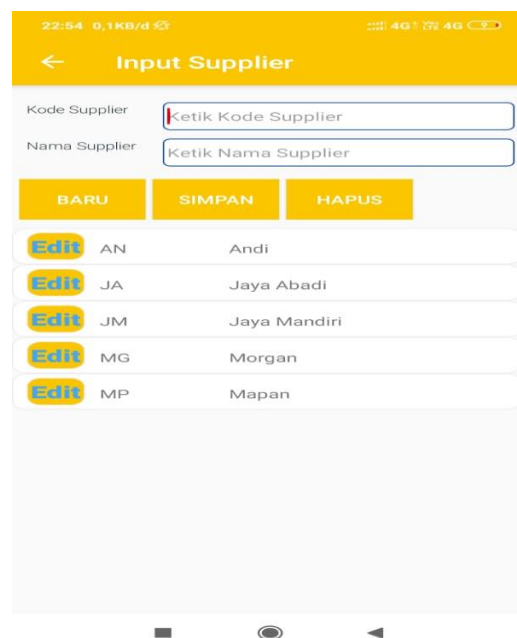 22:54 0,1KB/d 4G 4G
Input Supplier
Kode Supplier Ketik Kode Supplier
Nama Supplier Ketik Nama Supplier
BARU SIMPAN HAPUS
Edit AN Andi
Edit JA Jaya Abadi
Edit JM Jaya Mandiri
Edit MG Morgan
Edit MP Mapan